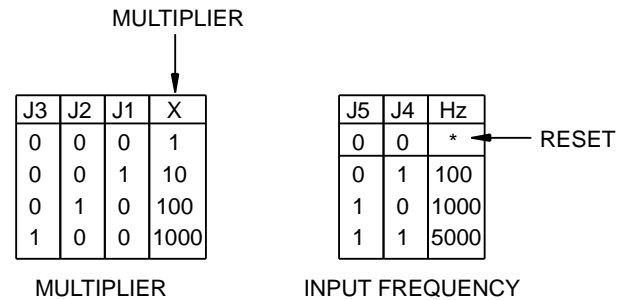 MULTIPLIER
J3 J2 J1 X
0 0 0 1
0 0 1 10
0 1 0 100
1 0 0 1000
MULTIPLIER
J5 J4 Hz
0 0 * RESET
0 1 100
1 0 1000
1 1 5000
INPUT FREQUENCY